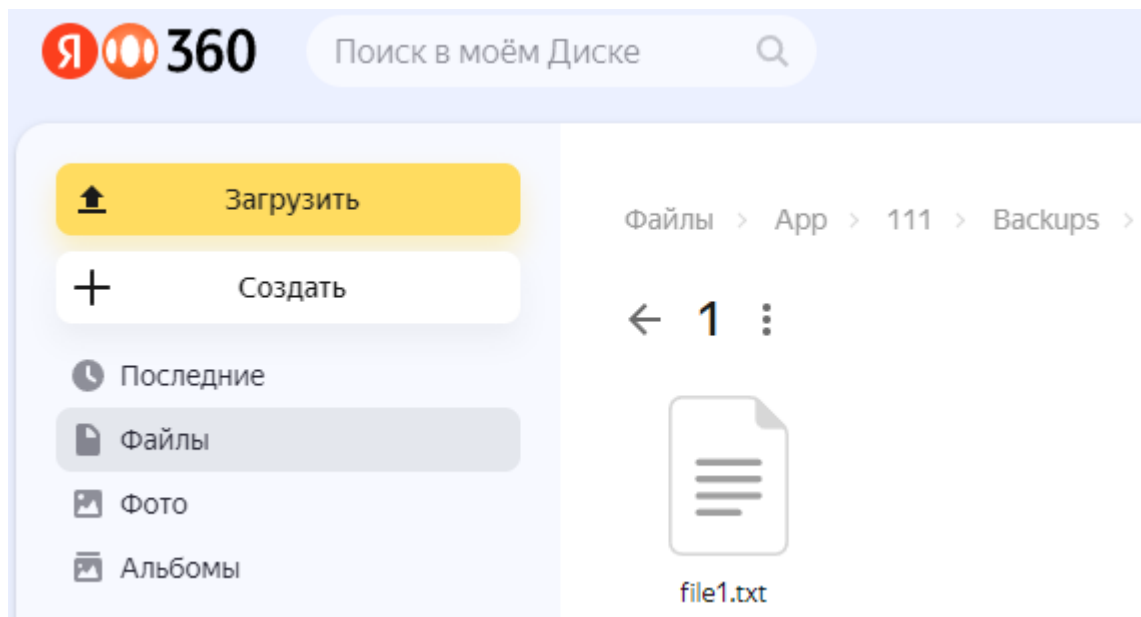 Я 360
Поиск в моём Диске
Загрузить
Создать
Последние
Файлы
Фото
Альбомы
Файлы > App > 111 > Backups >
← 1 ⋮
file1.txt